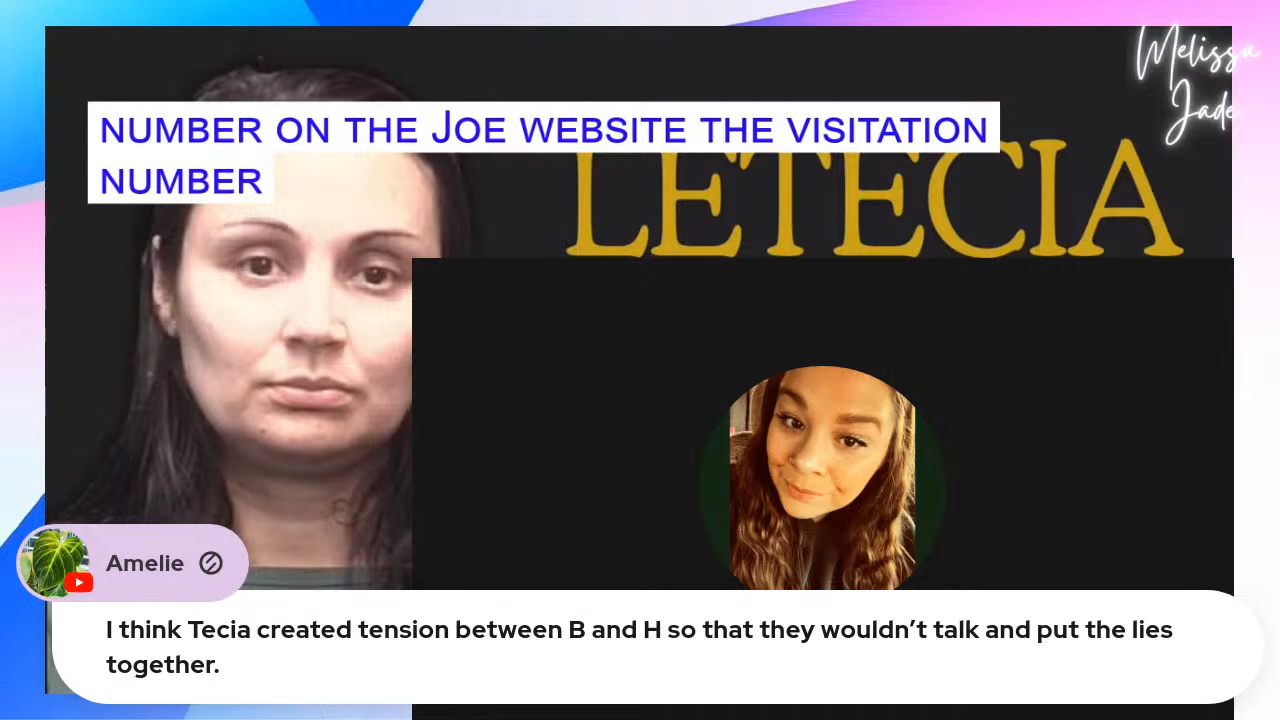 Melissa
Jade
NUMBER ON THE JOE WEBSITE THE VISITATION
NUMBER
LETECIA
Amelie
I think Tecia created tension between B and H so that they wouldn’t talk and put the lies
together.